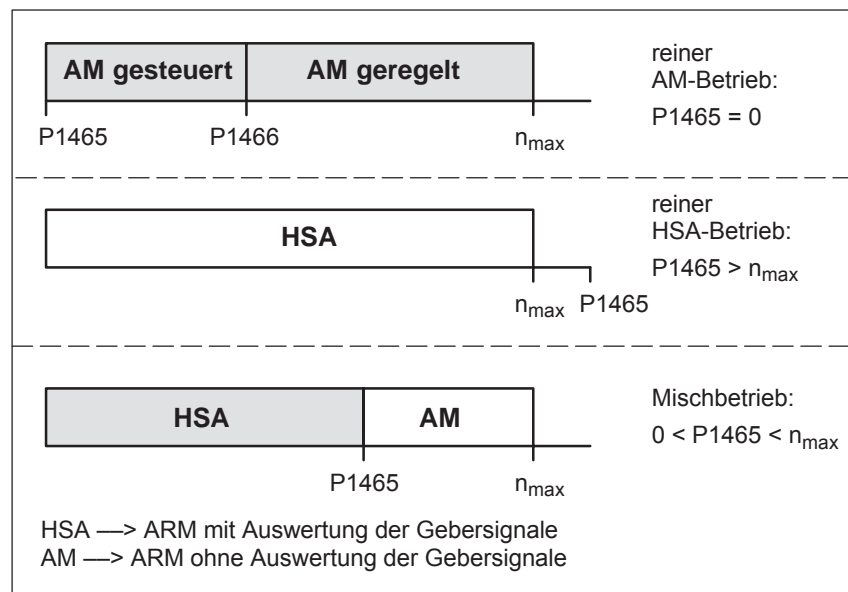 AM gesteuert AM geregelt
P1465 P1466 nmax
reiner
AM-Betrieb:
P1465 = 0
HSA
nmax P1465
reiner
HSA-Betrieb:
P1465 > nmax
HSA AM
P1465 nmax
Mischbetrieb:
0 < P1465 < nmax
HSA —> ARM mit Auswertung der Gebersignale
AM —> ARM ohne Auswertung der Gebersignale